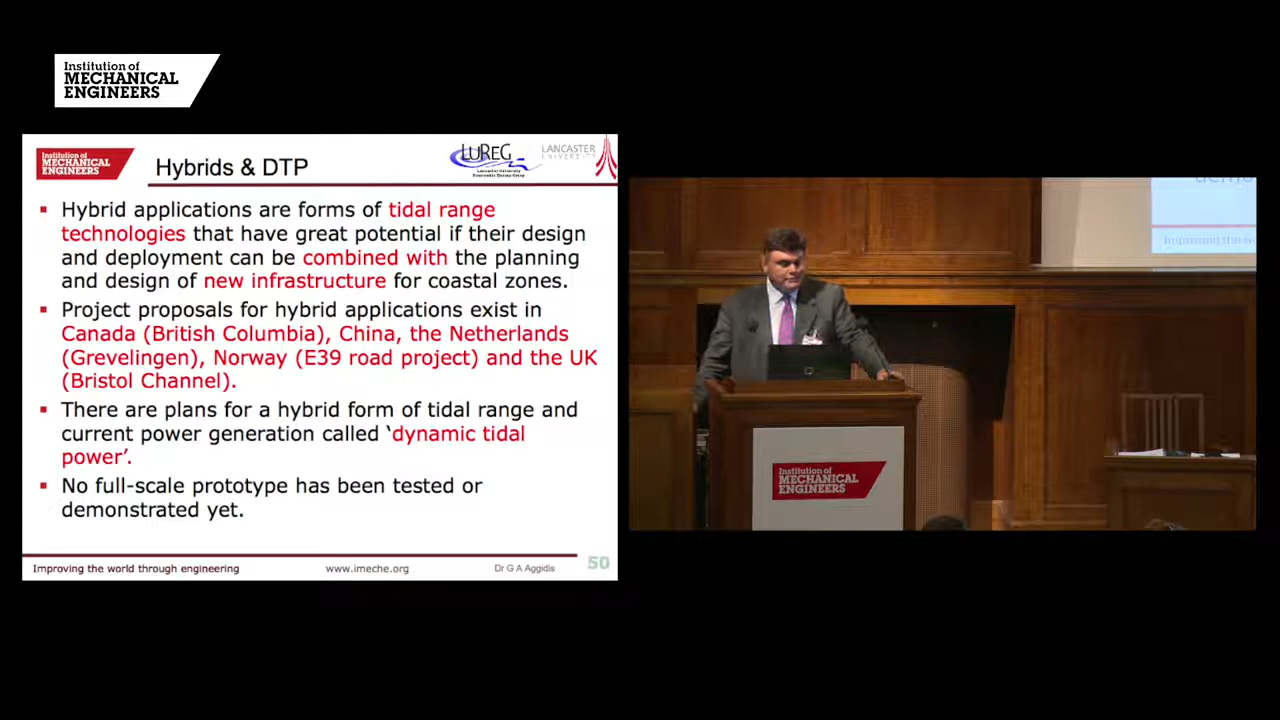 Institution of
MECHANICAL
ENGINEERS
Institution of
MECHANICAL
ENGINEERS
Hybrids & DTP
LUREG
Lancaster University
Renewable Energy Group
LANCASTER
UNIVERSITY
Hybrid applications are forms of tidal range
technologies that have great potential if their design
and deployment can be combined with the planning
and design of new infrastructure for coastal zones.
Project proposals for hybrid applications exist in
Canada (British Columbia), China, the Netherlands
(Grevelingen), Norway (E39 road project) and the UK
(Bristol Channel).
There are plans for a hybrid form of tidal range and
current power generation called ‘dynamic tidal
power’.
No full-scale prototype has been tested or
demonstrated yet.
Improving the world through engineering
www.imeche.org
Dr G A Aggidis
50
Institution of
MECHANICAL
ENGINEERS